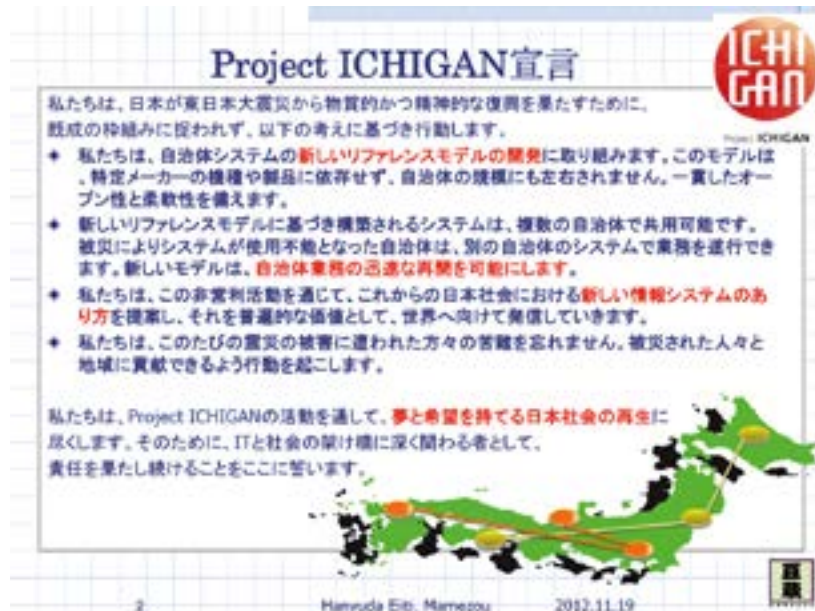 Project ICHIGAN宣言
ICHI
GAN
Project ICHIGAN
私たちは、日本が東日本大震災から物質的かつ精神的な復興を果たすために、
既成の枠組みに捉われず、以下の考えに基づき行動します。
◆ 私たちは、自治体システムの新しいリファレンスモデルの開発に取り組みます。このモデルは
、特定メーカーの機種や製品に依存せず、自治体の規模にも左右されません。一貫したオー
プン性と柔軟性を備えます。
◆ 新しいリファレンスモデルに基づき構築されるシステムは、複数の自治体で共用可能です。
被災によりシステムが使用不能となった自治体は、別の自治体のシステムで業務を遂行でき
ます。新しいモデルは、自治体業務の迅速な再開を可能にします。
◆ 私たちは、この非営利活動を通じて、これからの日本社会における新しい情報システムのあ
り方を提案し、それを普遍的な価値として、世界へ向けて発信していきます。
◆ 私たちは、このたびの震災の被害に遭われた方々の苦難を忘れません。被災された人々と
地域に貢献できるよう行動を起こします。
私たちは、Project ICHIGANの活動を通して、夢と希望を持てる日本社会の再生に
尽くします。そのために、ITと社会の架け橋に深く関わる者として、
責任を果たし続けることをここに誓います。
2 Hanyuda Eiti, Mamezou 2012.11.19
豆蔵